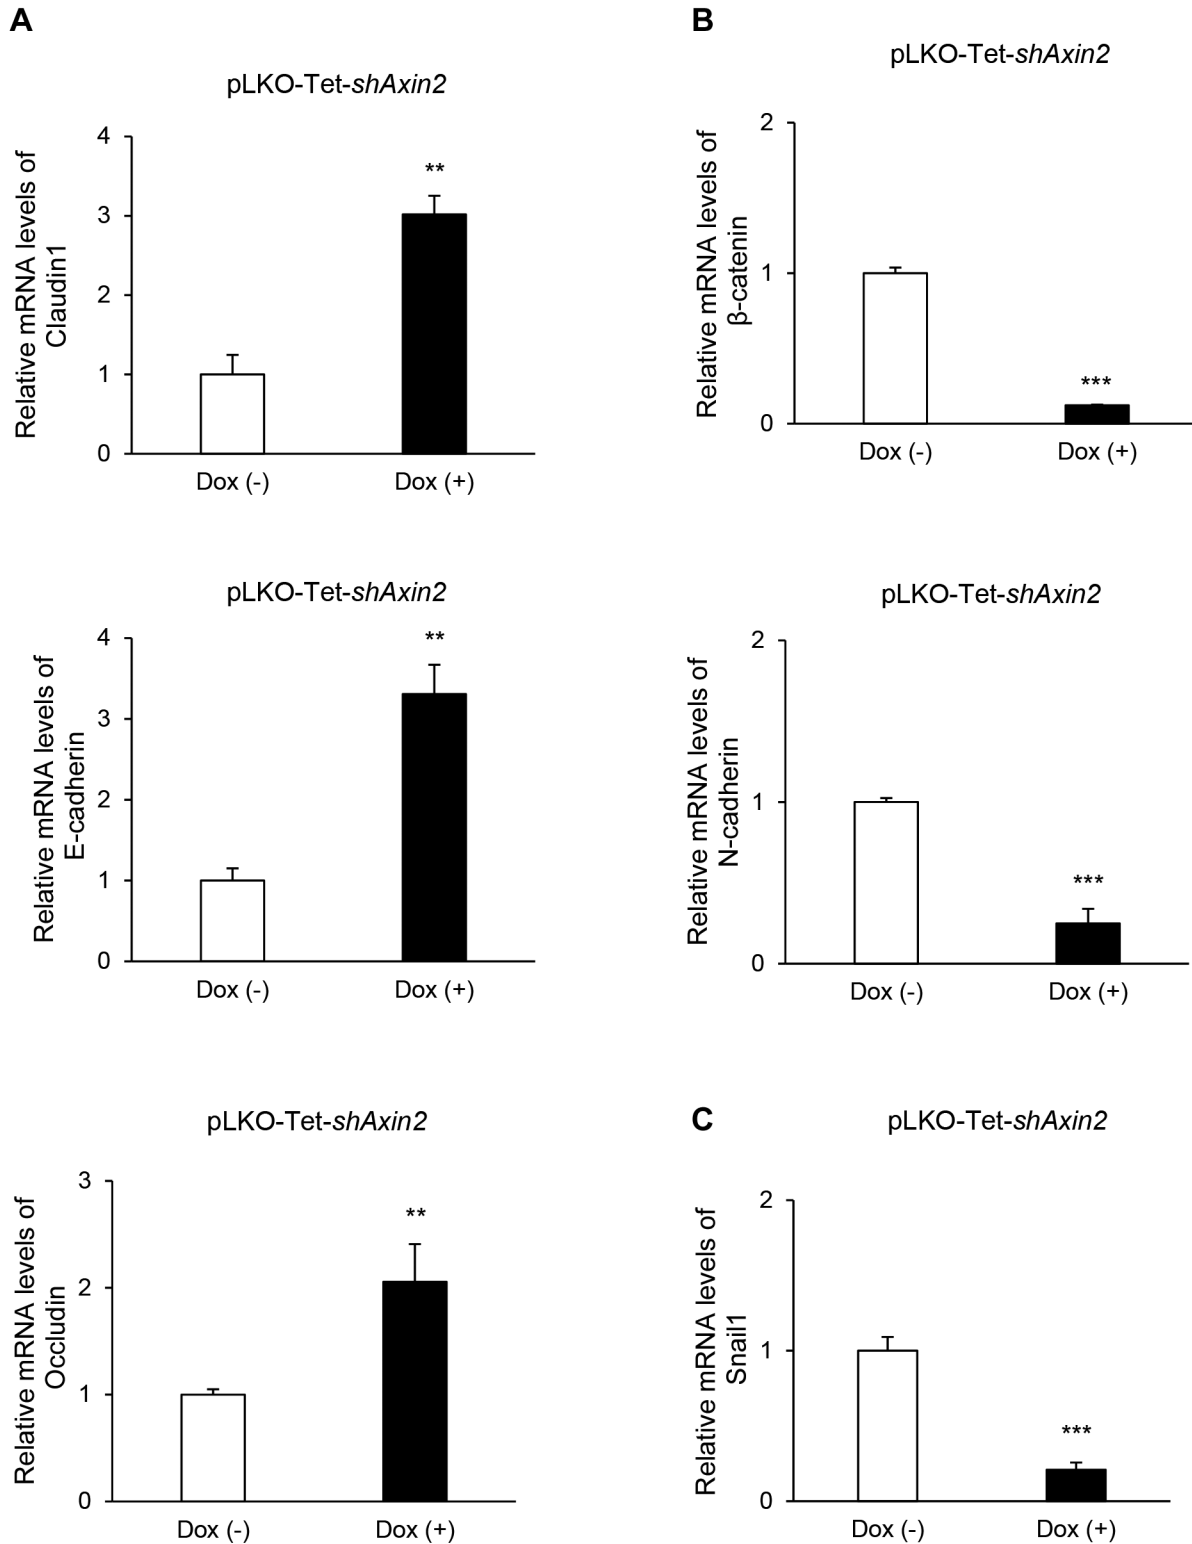 A
pLKO-Tet-shAxin2
Relative mRNA levels of
Claudin1
4
3
2
1
0
**
Dox (-)
Dox (+)
pLKO-Tet-shAxin2
Relative mRNA levels of
E-cadherin
4
3
2
1
0
**
Dox (-)
Dox (+)
pLKO-Tet-shAxin2
Relative mRNA levels of
Occludin
3
2
1
0
**
Dox (-)
Dox (+)
B
pLKO-Tet-shAxin2
Relative mRNA levels of
β-catenin
2
1
0
***
Dox (-)
Dox (+)
pLKO-Tet-shAxin2
Relative mRNA levels of
N-cadherin
2
1
0
***
Dox (-)
Dox (+)
C
pLKO-Tet-shAxin2
Relative mRNA levels of
Snail1
2
1
0
***
Dox (-)
Dox (+)